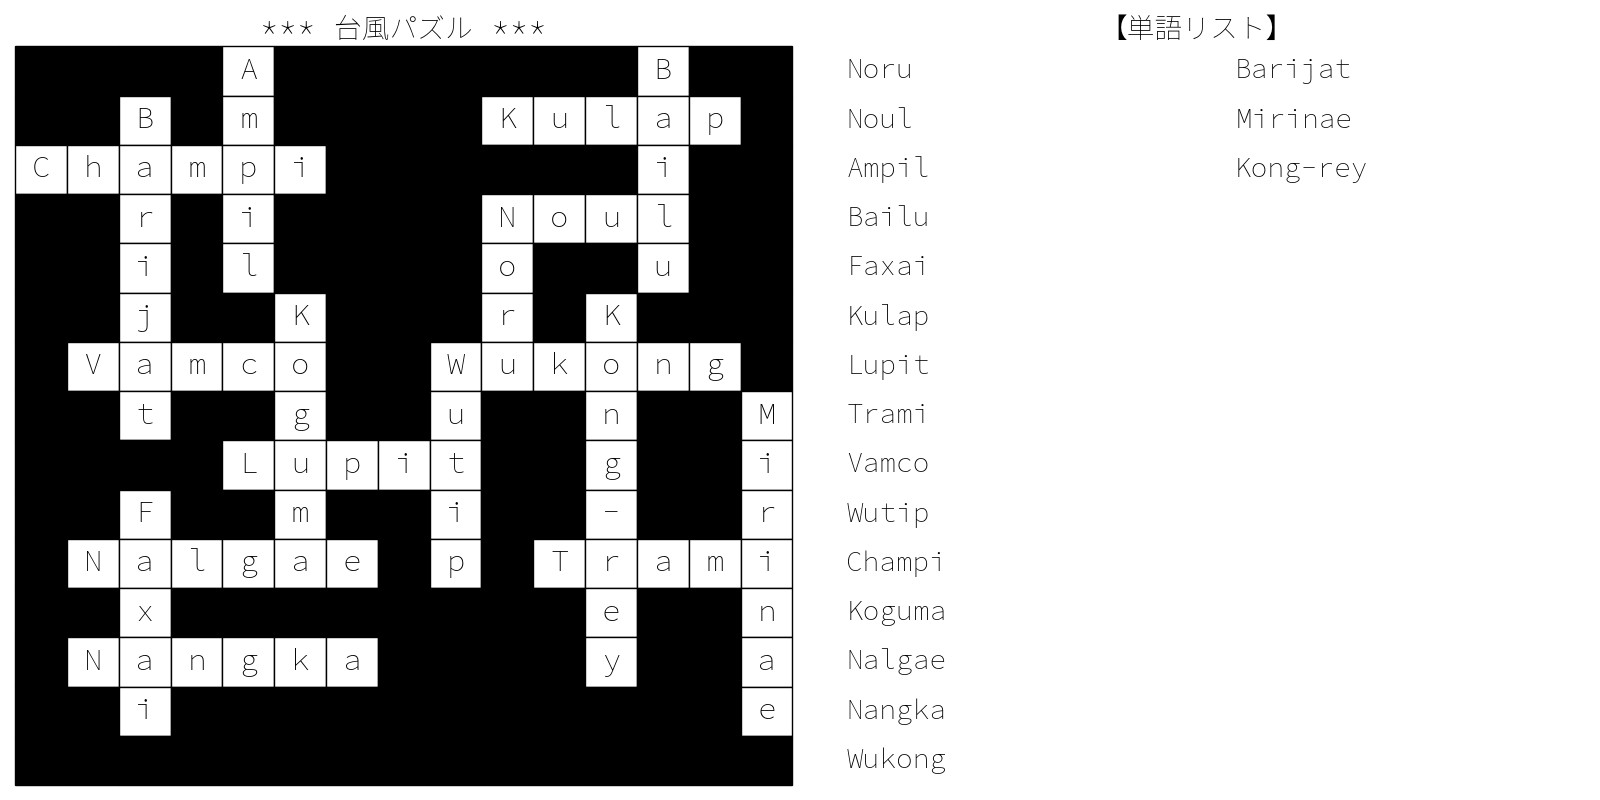 *** 台風パズル ***
A B
B m K u l a p
C h a m p i i
r i N o u l
i l o u
j K r K
V a m c o W u k o n g
t g u n M
L u p i t g i
F m i - r
N a l g a e p T r a m i
x e n
N a n g k a y a
i e
【単語リスト】
Noru Barijat
Noul Mirinae
Ampil Kong-rey
Bailu
Faxai
Kulap
Lupit
Trami
Vamco
Wutip
Champi
Koguma
Nalgae
Nangka
Wukong